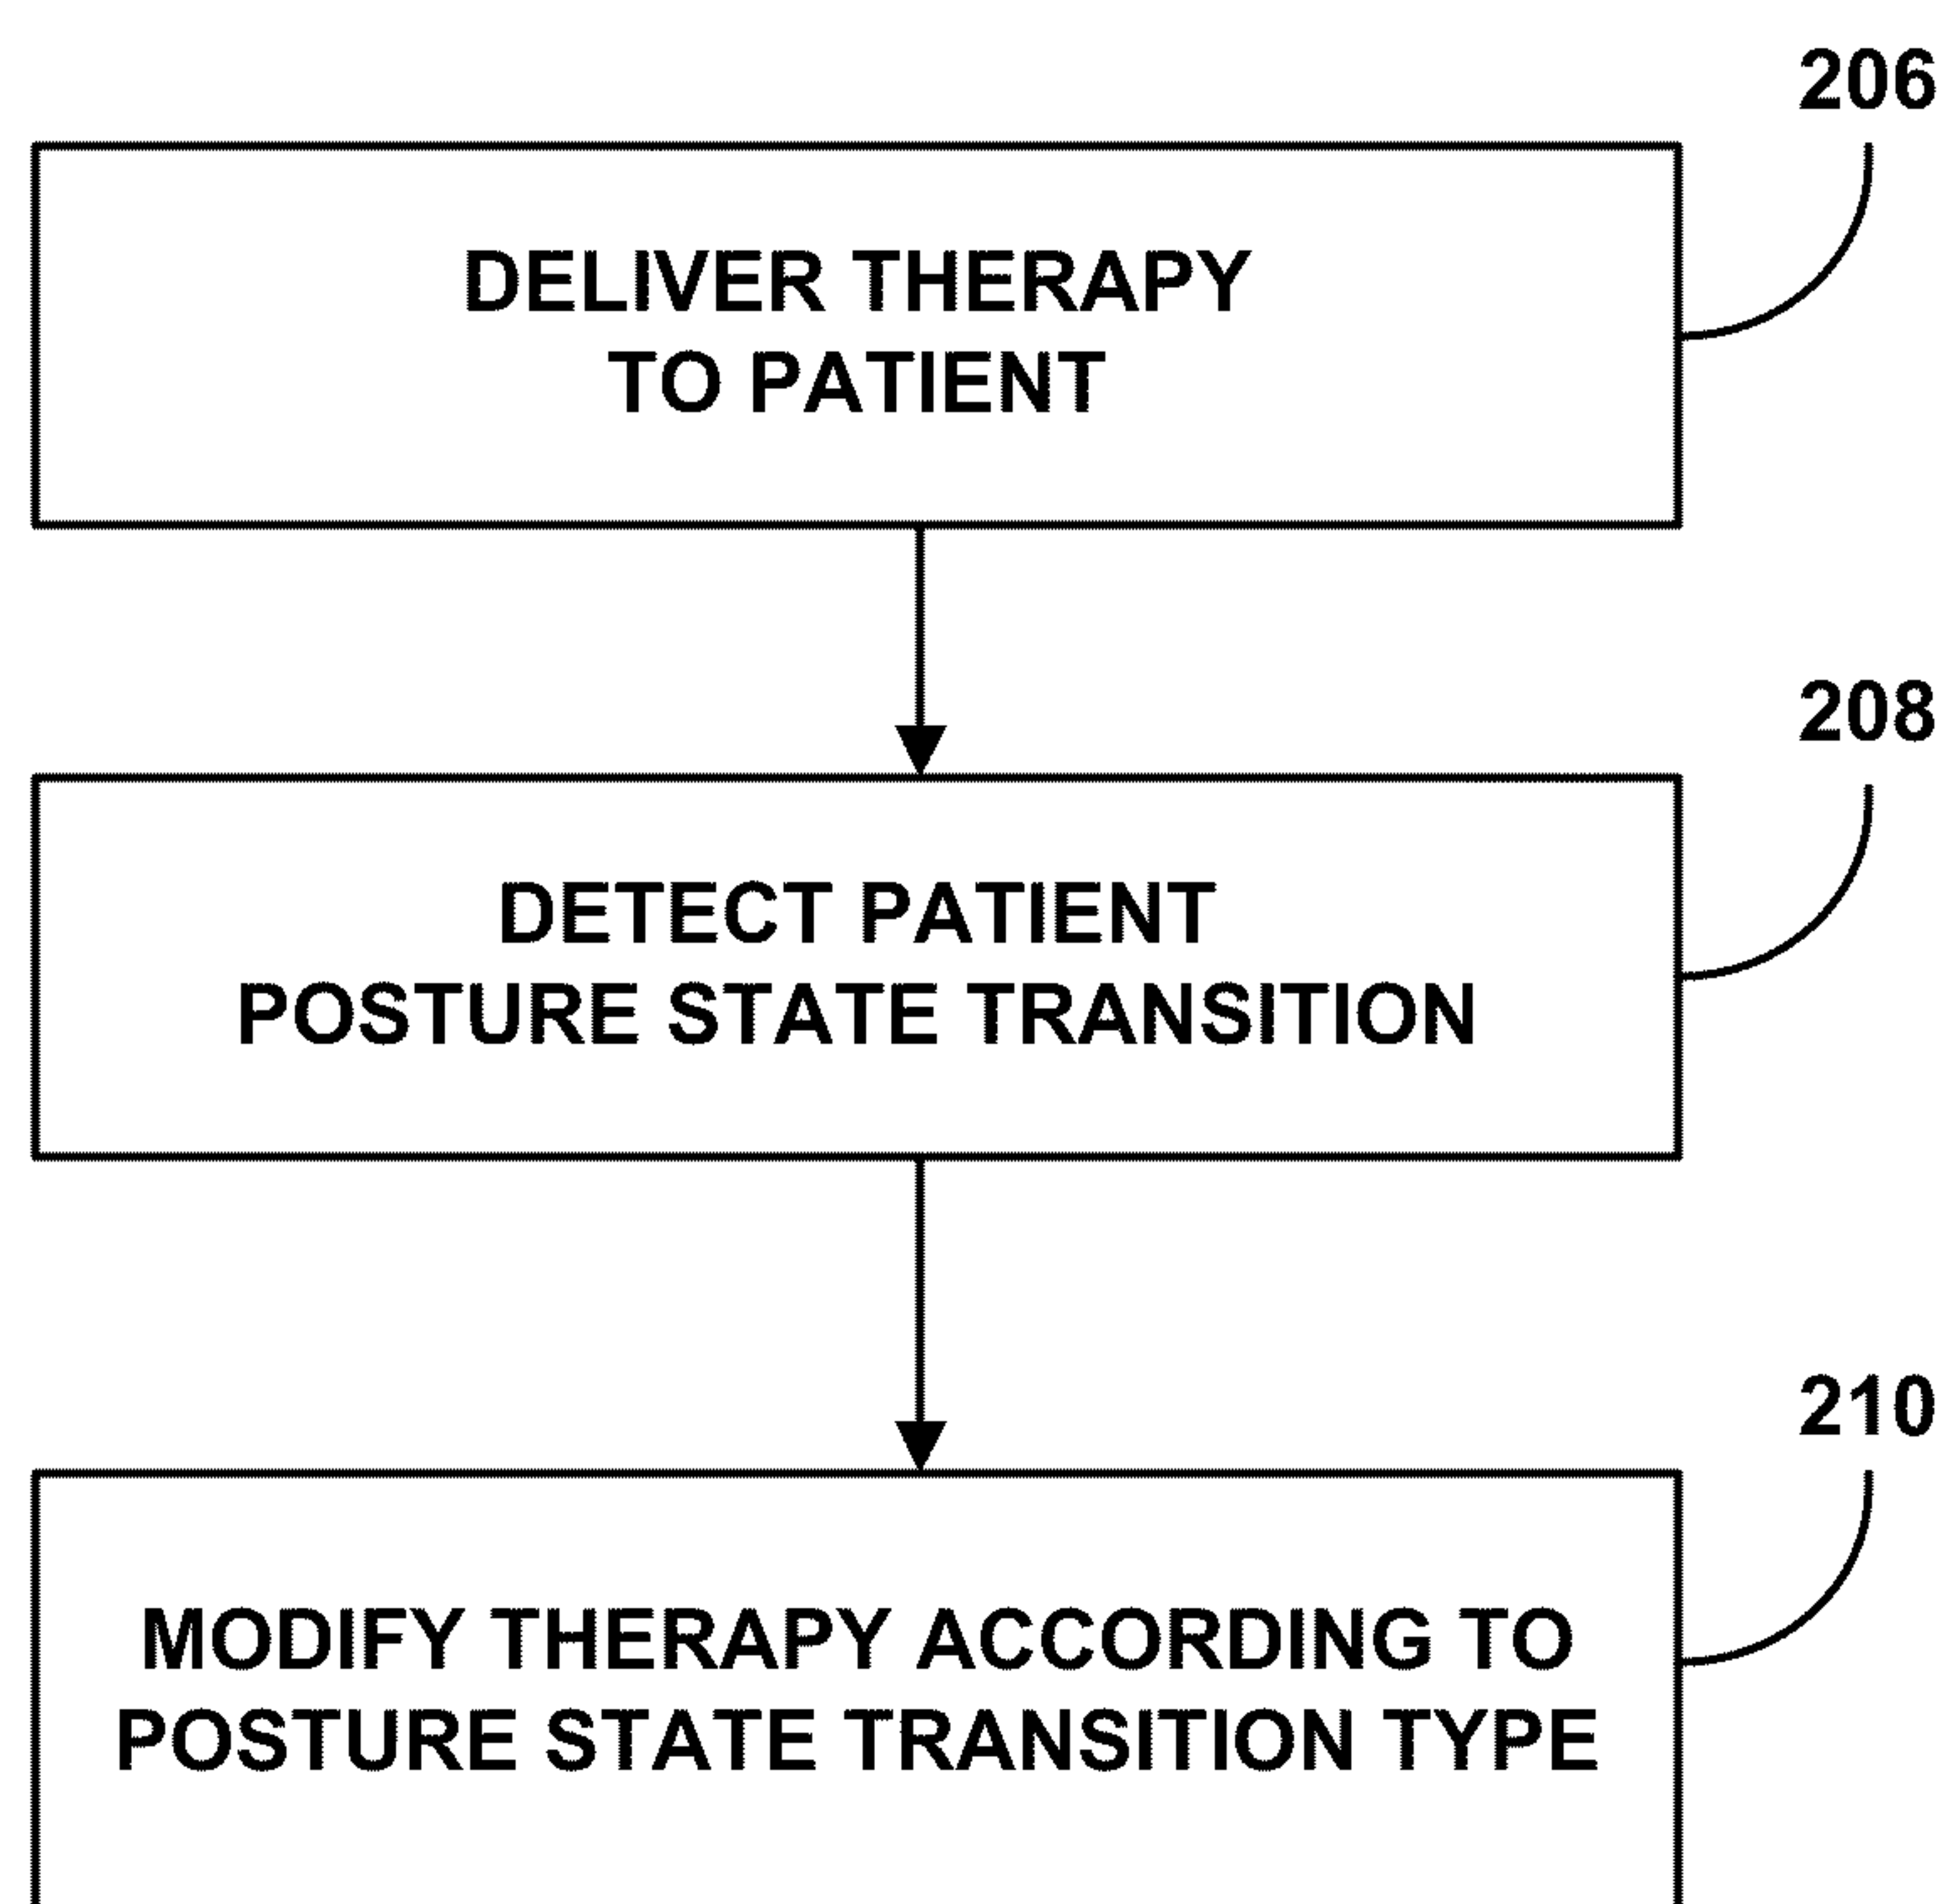 206
DELIVER THERAPY
TO PATIENT
208
DETECT PATIENT
POSTURE STATE TRANSITION
210
MODIFY THERAPY ACCORDING TO
POSTURE STATE TRANSITION TYPE